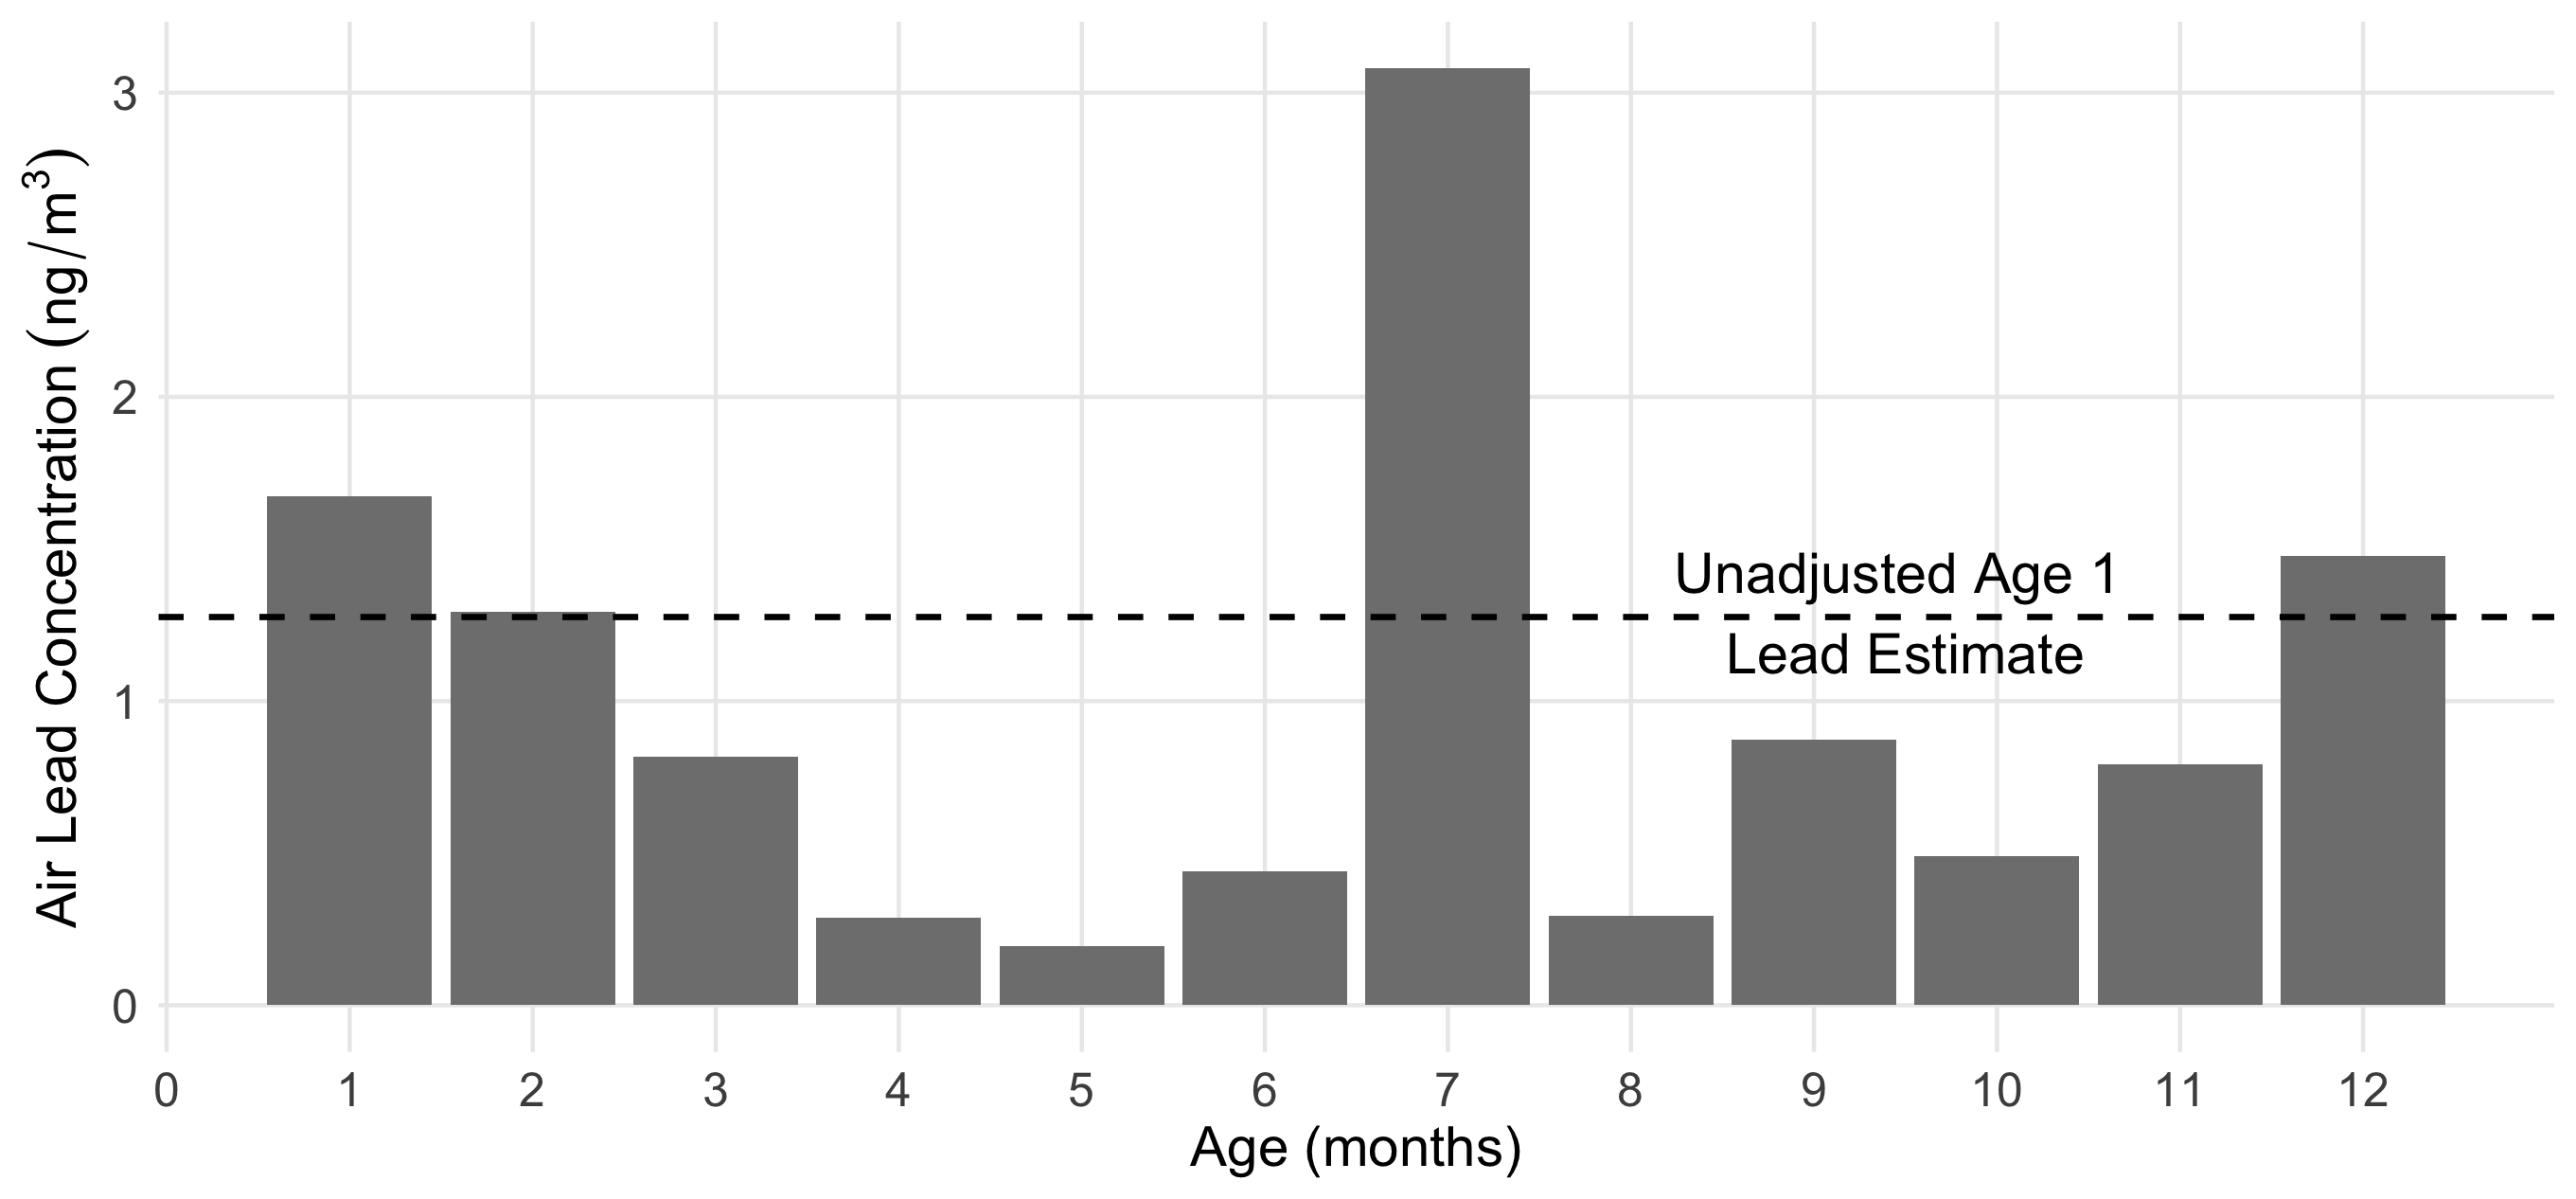 Air Lead Concentration (ng/m³)
3
2
1
0
Unadjusted Age 1
Lead Estimate
0 1 2 3 4 5 6 7 8 9 10 11 12
Age (months)